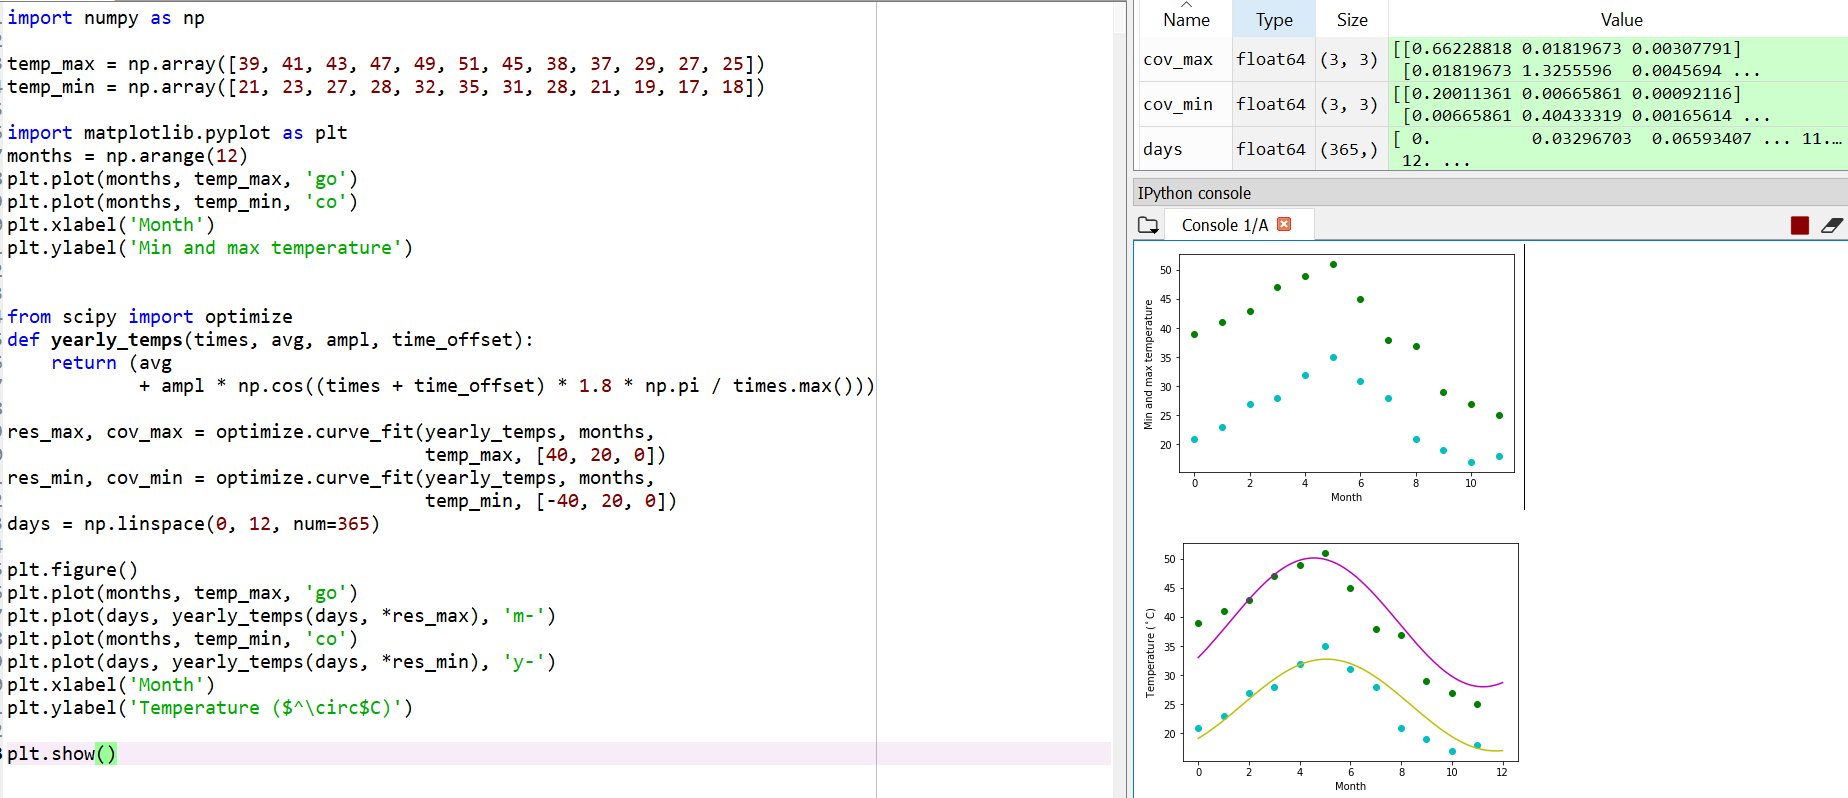 import numpy as np
temp_max = np.array([39, 41, 43, 47, 49, 51, 45, 38, 37, 29, 27, 25])
temp_min = np.array([21, 23, 27, 28, 32, 35, 31, 28, 21, 19, 17, 18])
import matplotlib.pyplot as plt
months = np.arange(12)
plt.plot(months, temp_max, 'go')
plt.plot(months, temp_min, 'co')
plt.xlabel('Month')
plt.ylabel('Min and max temperature')
from scipy import optimize
def yearly_temps(times, avg, ampl, time_offset):
    return (avg
            + ampl * np.cos((times + time_offset) * 1.8 * np.pi / times.max()))
res_max, cov_max = optimize.curve_fit(yearly_temps, months,
                                      temp_max, [40, 20, 0])
res_min, cov_min = optimize.curve_fit(yearly_temps, months,
                                      temp_min, [-40, 20, 0])
days = np.linspace(0, 12, num=365)
plt.figure()
plt.plot(months, temp_max, 'go')
plt.plot(days, yearly_temps(days, *res_max), 'm-')
plt.plot(months, temp_min, 'co')
plt.plot(days, yearly_temps(days, *res_min), 'y-')
plt.xlabel('Month')
plt.ylabel('Temperature ($^\circ$C)')
plt.show()
Name Type Size Value
cov_max float64 (3, 3) [[0.66228818 0.01819673 0.00307791]
[0.01819673 1.3255596 0.0045694 ...
cov_min float64 (3, 3) [[0.20011361 0.00665861 0.00092116]
[0.00665861 0.40433319 0.00165614 ...
days float64 (365,) [ 0. 0.03296703 0.06593407 ... 11.…
12. ...
IPython console
Console 1/A
Min and max temperature
50
45
40
35
30
25
20
0 2 4 6 8 10
Month
Temperature (°C)
50
45
40
35
30
25
20
0 2 4 6 8 10 12
Month